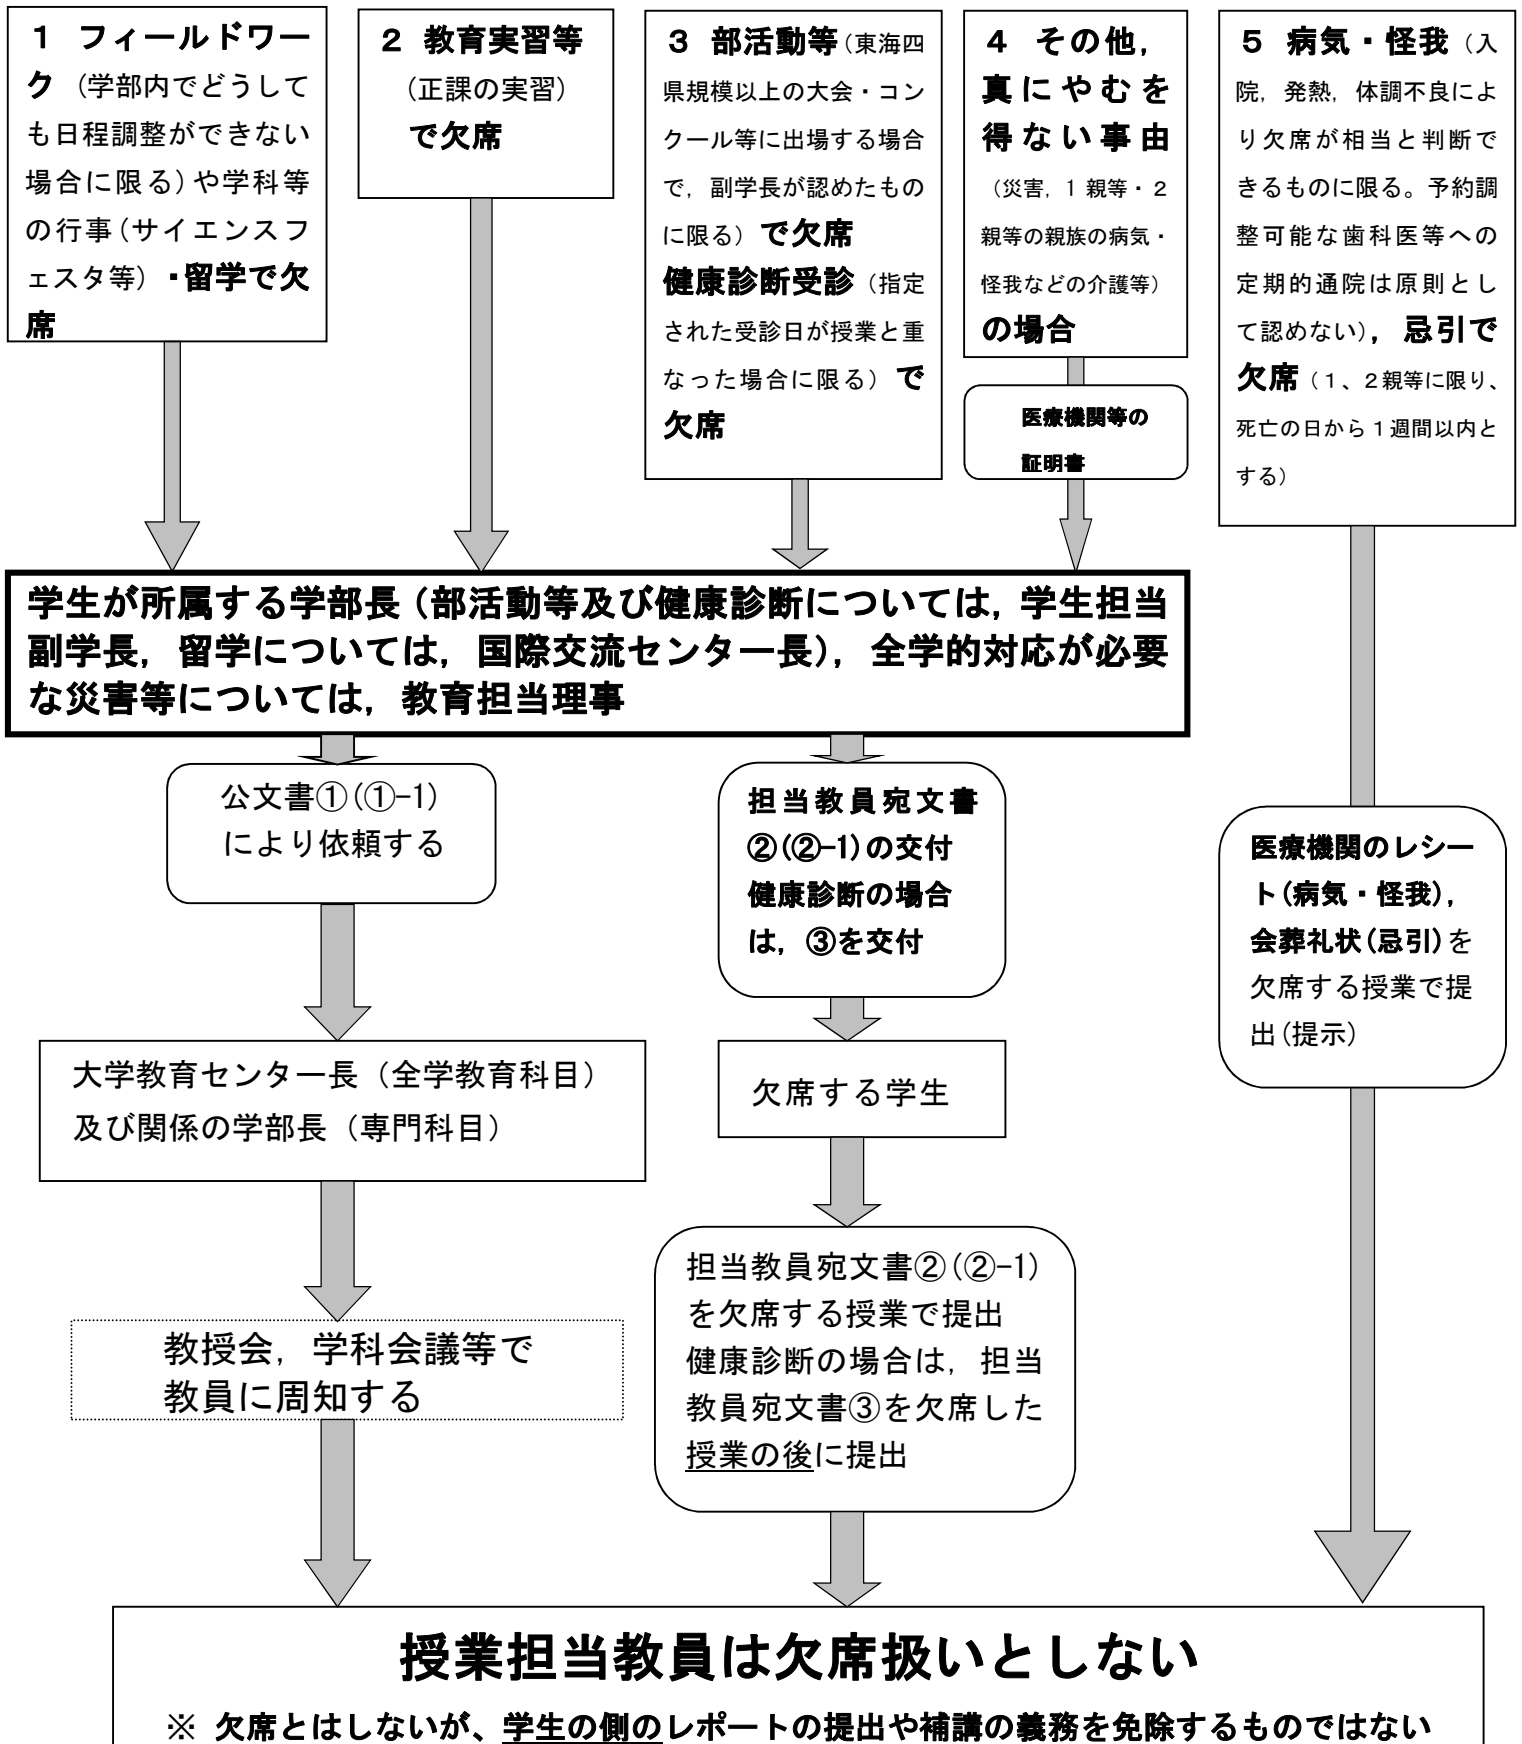 １　フィールドワー
ク（学部内でどうして
も日程調整ができない
場合に限る）や学科等
の行事（サイエンスフ
ェスタ等）・留学で欠
席
２　教育実習等
（正課の実習）
で欠席
３　部活動等（東海四
県規模以上の大会・コン
クール等に出場する場合
で，副学長が認めたもの
に限る）で欠席
健康診断受診（指定
された受診日が授業と重
なった場合に限る）で
欠席
４　その他，
真にやむを
得ない事由
（災害，1 親等・２
親等の親族の病気・
怪我などの介護等）
の場合
医療機関等の
証明書
５　病気・怪我（入
院，発熱，体調不良によ
り欠席が相当と判断で
きるものに限る。予約調
整可能な歯科医等への
定期的通院は原則とし
て認めない），忌引で
欠席（１、２親等に限り、
死亡の日から１週間以内と
する）
学生が所属する学部長（部活動等及び健康診断については，学生担当
副学長，留学については，国際交流センター長），全学的対応が必要
な災害等については，教育担当理事
公文書①(①-1)
により依頼する
担当教員宛文書
②(②-1)の交付
健康診断の場合
は，③を交付
医療機関のレシー
ト(病気・怪我)，
会葬礼状(忌引)を
欠席する授業で提
出(提示)
大学教育センター長（全学教育科目）
及び関係の学部長（専門科目）
欠席する学生
教授会，学科会議等で
教員に周知する
担当教員宛文書②(②-1)
を欠席する授業で提出
健康診断の場合は，担当
教員宛文書③を欠席した
授業の後に提出
授業担当教員は欠席扱いとしない
※ 欠席とはしないが、学生の側のレポートの提出や補講の義務を免除するものではない